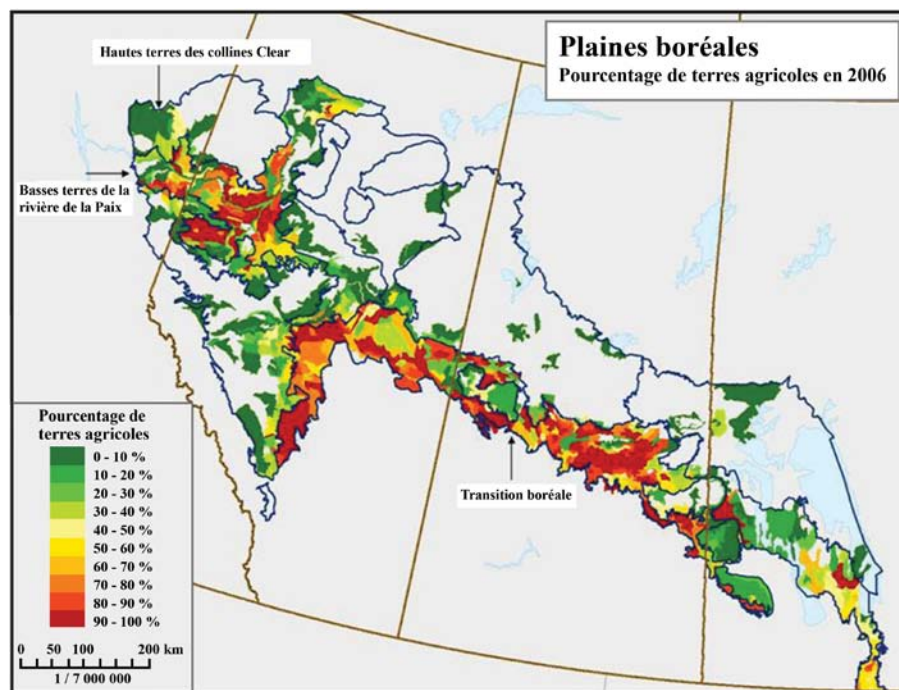 Plaines boréales
Pourcentage de terres agricoles en 2006
Hautes terres des collines Clear
Basses terres de la
rivière de la Paix
Transition boréale
Pourcentage de
terres agricoles
0 - 10 %
10 - 20 %
20 - 30 %
30 - 40 %
40 - 50 %
50 - 60 %
60 - 70 %
70 - 80 %
80 - 90 %
90 - 100 %
0 50 100 200 km
1 / 7 000 000